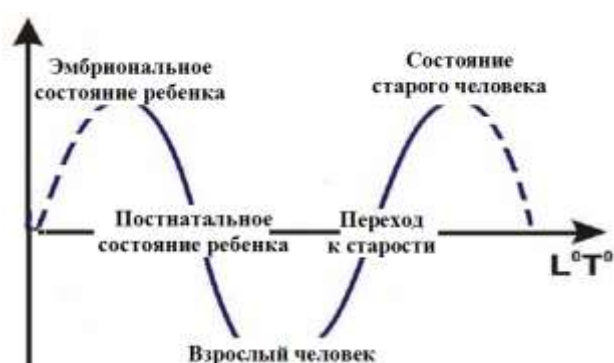 Эмбриональное
состояние ребенка
Состояние
старого человека
Постнатальное
состояние ребенка
Переход
к старости
L°T°
Взрослый человек